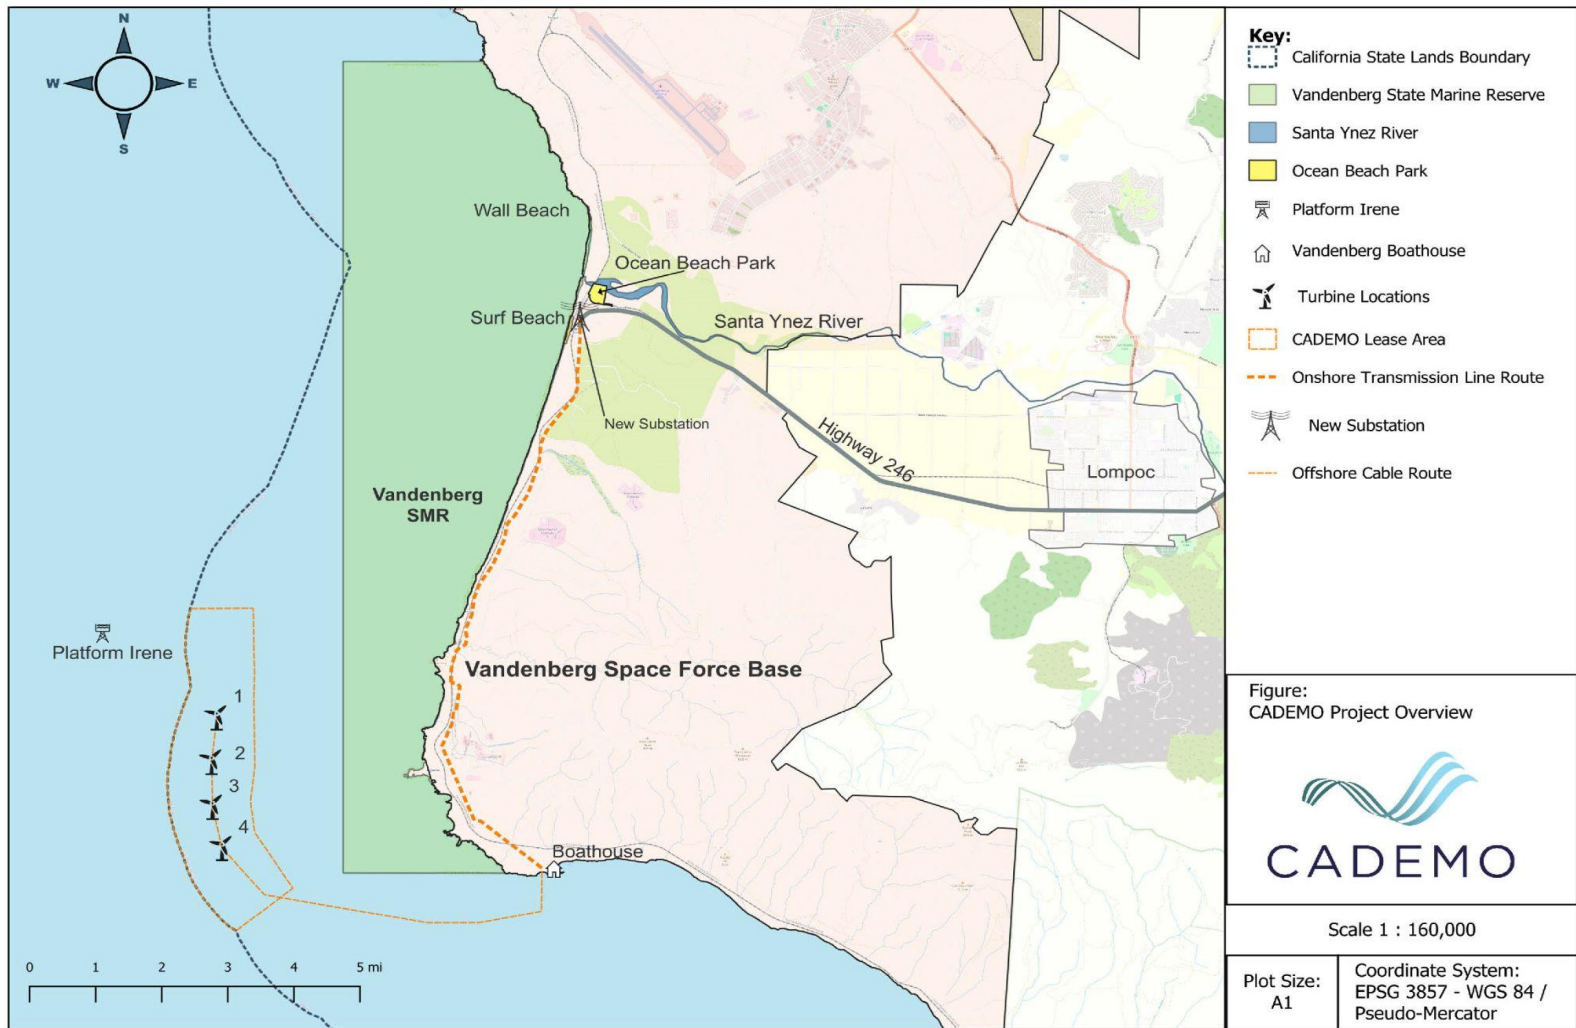 N
W
E
S
Wall Beach
Ocean Beach Park
Surf Beach
Santa Ynez River
New Substation
Highway 246
Lompoc
Vandenberg
SMR
Platform Irene
Vandenberg Space Force Base
1
2
3
4
Boathouse
0 1 2 3 4 5 mi
Key:
California State Lands Boundary
Vandenberg State Marine Reserve
Santa Ynez River
Ocean Beach Park
Platform Irene
Vandenberg Boathouse
Turbine Locations
CADEMO Lease Area
Onshore Transmission Line Route
New Substation
Offshore Cable Route
Figure:
CADEMO Project Overview
CADEMO
Scale 1 : 160,000
Plot Size:
A1
Coordinate System:
EPSG 3857 - WGS 84 /
Pseudo-Mercator